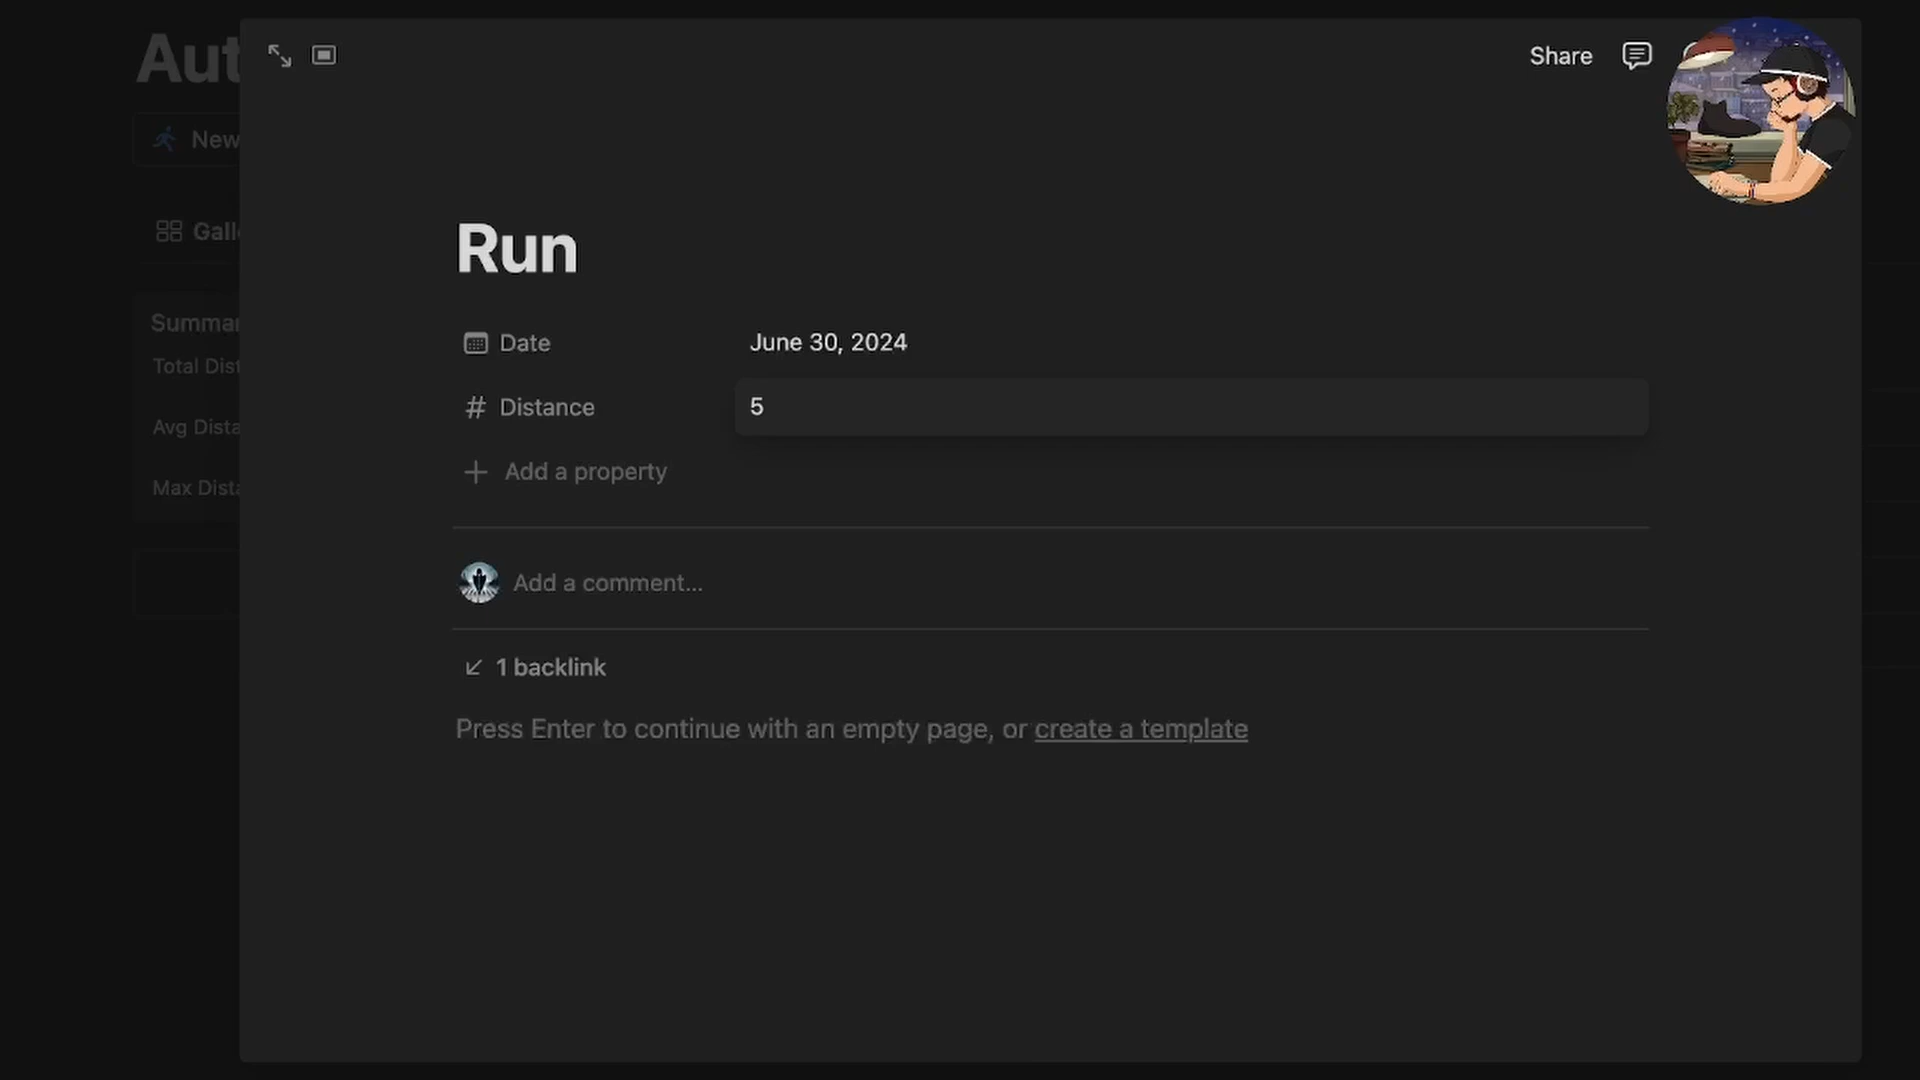 Aut
Share
New
Run
Gall
Date June 30, 2024
Summar
Total Dist
Distance 5
Avg Dista
Add a property
Max Dista
Add a comment...
1 backlink
Press Enter to continue with an empty page, or create a template